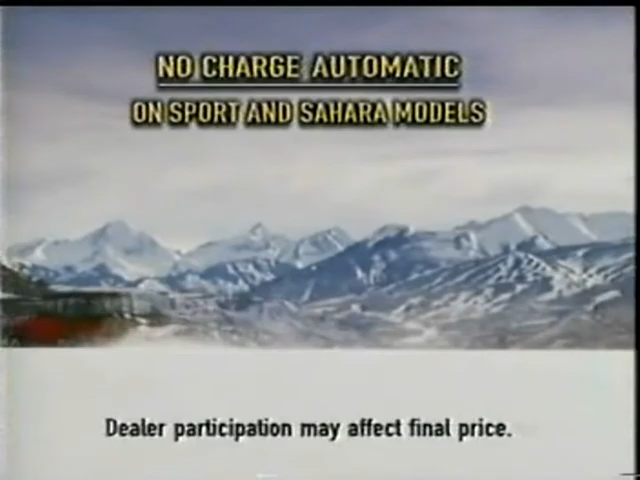 NO CHARGE AUTOMATIC
ON SPORT AND SAHARA MODELS
Dealer participation may affect final price.